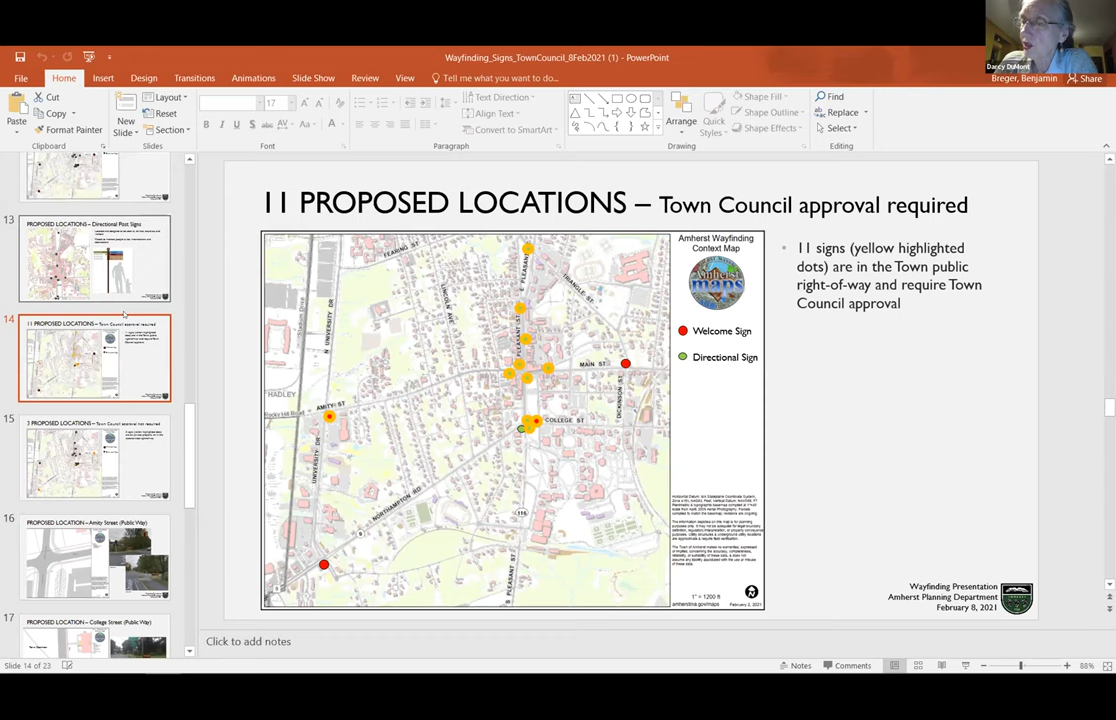 Wayfinding_Signs_TownCouncil_8Feb2021 (1) - PowerPoint
Darcy DuMont
File Home Insert Design Transitions Animations Slide Show Review View Tell me what you want to do...
Breger, Benjamin
Share
Paste
Cut
Copy
Format Painter
Clipboard
New
Slide
Layout
Reset
Section
Slides
17
Font
Text Direction
Align Text
Convert to SmartArt
Paragraph
Arrange
Quick
Styles
Shape Fill
Shape Outline
Shape Effects
Drawing
Find
Replace
Select
Editing
13
PROPOSED LOCATIONS – Directional Post Signs
14
11 PROPOSED LOCATIONS – Town Council approval required
15
3 PROPOSED LOCATIONS – Town Council approval not required
16
PROPOSED LOCATION – Amity Street (Public Way)
17
PROPOSED LOCATION – College Street (Public Way)
11 PROPOSED LOCATIONS – Town Council approval required
FEARING ST
N UNIVERSITY DR
LINCOLN AVE
E PLEASANT
TRIANGLE ST
N PLEASANT ST
MAIN ST
DICKINSON ST
HADLEY
AMITY ST
COLLEGE ST
UNIVERSITY DR
NORTHAMPTON RD
116
9
S PLEASANT ST
Amherst Wayfinding
Context Map
Amherst
maps
Welcome Sign
Directional Sign
1" = 1200 ft
amherstma.gov/maps
February 2, 2021
• 11 signs (yellow highlighted
dots) are in the Town public
right-of-way and require Town
Council approval
Wayfinding Presentation
Amherst Planning Department
February 8, 2021
Click to add notes
Slide 14 of 23
Notes
Comments
88%